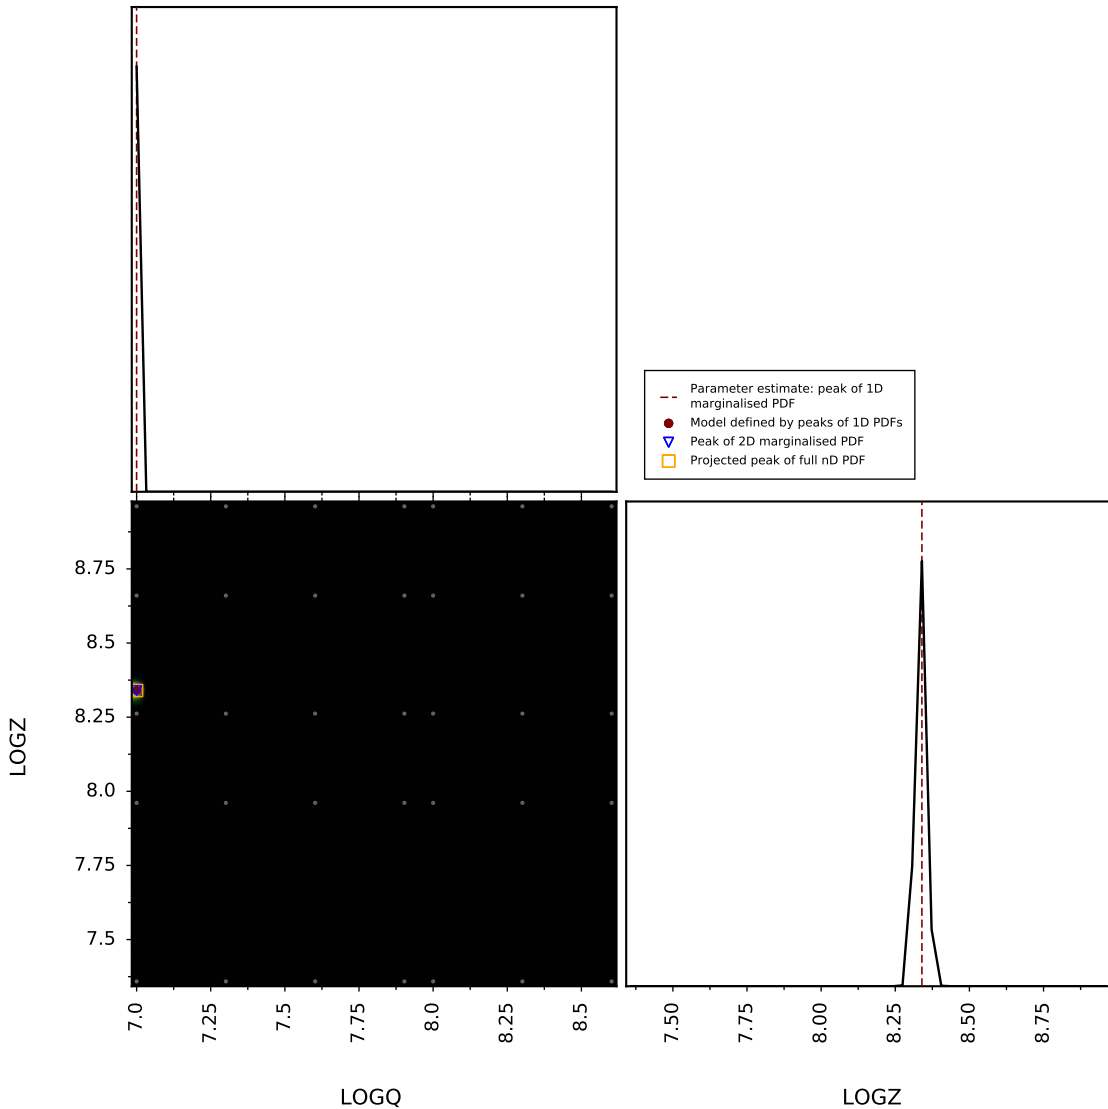 Parameter estimate: peak of 1D
marginalised PDF
Model defined by peaks of 1D PDFs
Peak of 2D marginalised PDF
Projected peak of full nD PDF
8.75
8.5
8.25
8.0
7.75
7.5
LOGZ
7.0 7.25 7.5 7.75 8.0 8.25 8.5
LOGQ
7.50 7.75 8.00 8.25 8.50 8.75
LOGZ